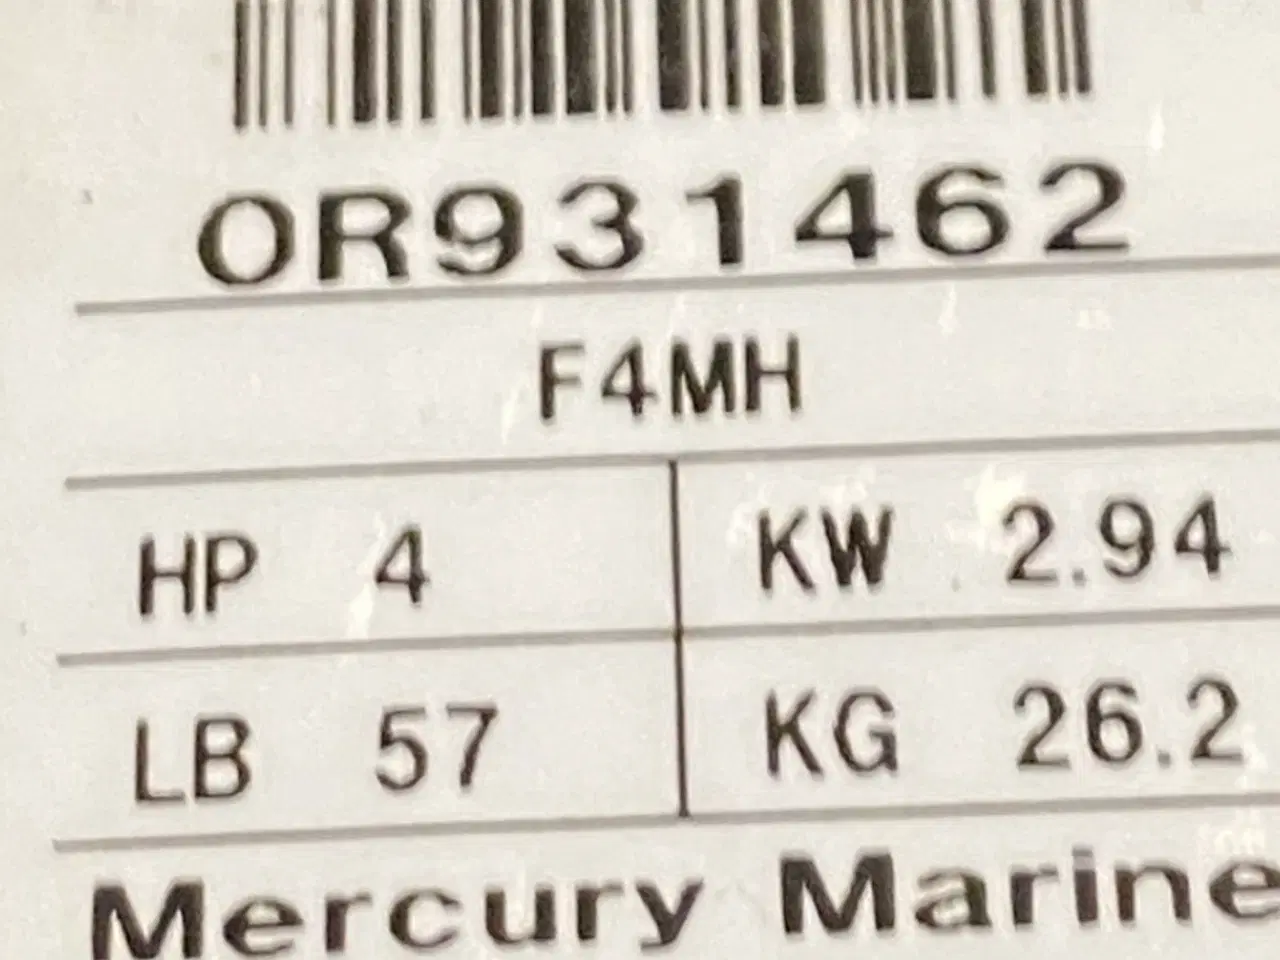 0R931462
F4MH
HP 4 KW 2.94
LB 57 KG 26.2
Mercury Marine